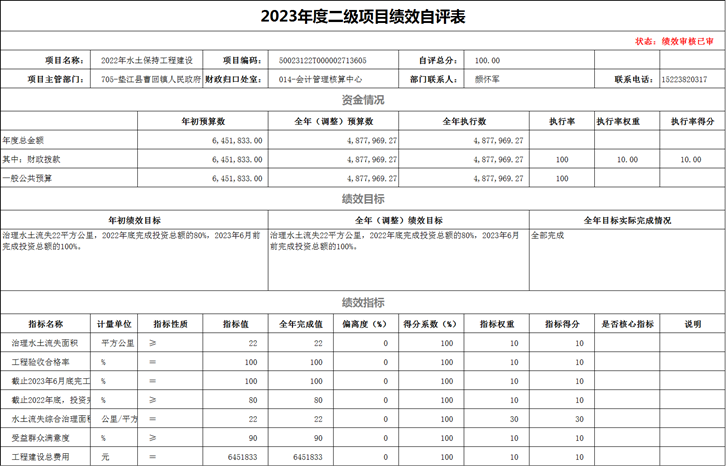 2023年度二级项目绩效自评表
状态：绩效审核已审
项目名称： 2022年水土保持工程建设 项目编码： 50023122T000002713605 自评总分： 100.00
项目主管部门： 705-垫江县曹回镇人民政府 财政归口处室： 014-会计管理核算中心 部门联系人： 颜怀军 联系电话： 15223820317
资金情况
年初预算数 全年（调整）预算数 全年执行数 执行率 执行率权重 执行率得分
年度总金额 6,451,833.00 4,877,969.27 4,877,969.27
其中：财政拨款 6,451,833.00 4,877,969.27 4,877,969.27 100 10.00 10.00
一般公共预算 6,451,833.00 4,877,969.27 4,877,969.27 100
绩效目标
年初绩效目标 全年（调整）绩效目标 全年目标实际完成情况
治理水土流失22平方公里，2022年底完成投资总额的80%，2023年6月前 治理水土流失22平方公里，2022年底完成投资总额的80%，2023年6月 全部完成
完成投资总额的100%。 前完成投资总额的100%。
绩效指标
指标名称 计量单位 指标性质 指标值 全年完成值 偏离度（%） 得分系数（%） 指标权重 指标得分 是否核心指标 说明
治理水土流失面积 平方公里 ≥ 22 22 0 100 10 10
工程验收合格率 % ＝ 100 100 0 100 10 10
截止2023年6月底完工 % ＝ 100 100 0 100 10 10
截止2022年底，投资完 % ≥ 80 80 0 100 10 10
水土流失综合治理面积 公里/平方 ＝ 22 22 0 100 30 30
受益群众满意度 % ≥ 90 90 0 100 10 10
工程建设总费用 元 ＝ 6451833 6451833 0 100 10 10